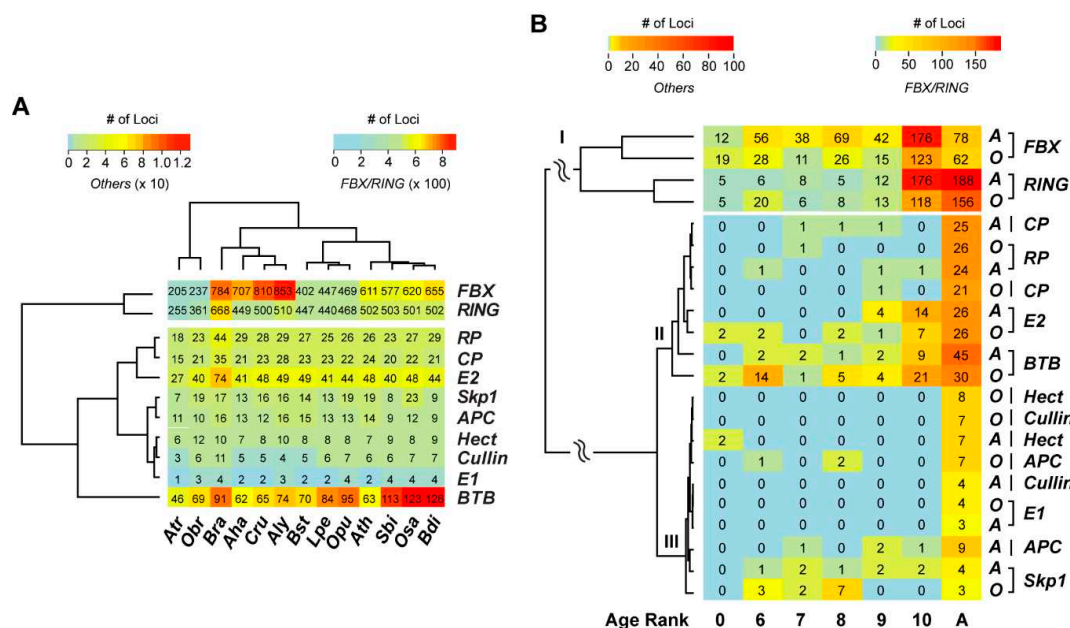 A
# of Loci
0 2 4 6 8 1.0 1.2
Others (x 10)
# of Loci
0 2 4 6 8
FBX/RING (x 100)
205 237 784 707 810 853 402 447 469 611 577 620 655 FBX
255 361 668 449 500 510 447 440 468 502 503 501 502 RING
18 23 44 29 28 29 27 25 26 26 23 27 29 RP
15 21 35 21 23 28 23 23 22 24 20 22 21 CP
27 40 74 41 48 49 49 41 44 48 40 48 44 E2
7 19 17 13 16 16 14 13 19 19 8 23 9 Skp1
11 10 16 13 12 16 15 12 13 14 9 12 9 APC
6 12 10 7 8 10 8 8 8 7 9 8 9 Hect
3 6 11 5 5 4 5 6 7 6 6 7 7 Cullin
1 3 4 2 2 3 2 2 4 2 4 4 4 E1
46 69 91 62 65 74 70 84 95 63 113 123 126 BTB
Atr Obr Bra Aha Cru Aly Bst Lpe Opu Ath Sbi Osa Bdi
B
# of Loci
0 20 40 60 80 100
Others
# of Loci
0 50 100 150
FBX/RING
I
12 56 38 69 42 176 78 A FBX
19 28 11 26 15 123 62 O
5 6 8 5 12 176 188 A RING
5 20 6 8 13 118 156 O
II
0 0 1 1 1 0 25 A CP
0 0 1 0 0 0 26 O RP
0 1 0 0 1 1 24 A
0 0 0 0 1 0 21 O CP
0 0 0 0 4 14 26 A E2
2 2 0 2 1 7 26 O
0 2 2 1 2 9 45 A BTB
2 14 1 5 4 21 30 O
III
0 0 0 0 0 0 8 O Hect
0 0 0 0 0 0 7 O Cullin
2 0 0 0 0 0 7 A Hect
0 1 0 2 0 0 7 O APC
0 0 0 0 0 0 4 A Cullin
0 0 0 0 0 0 4 O E1
0 0 0 0 0 0 3 A
0 0 1 0 2 1 9 A APC
0 1 2 1 2 2 4 A Skp1
0 3 2 7 0 0 3 O
Age Rank 0 6 7 8 9 10 A